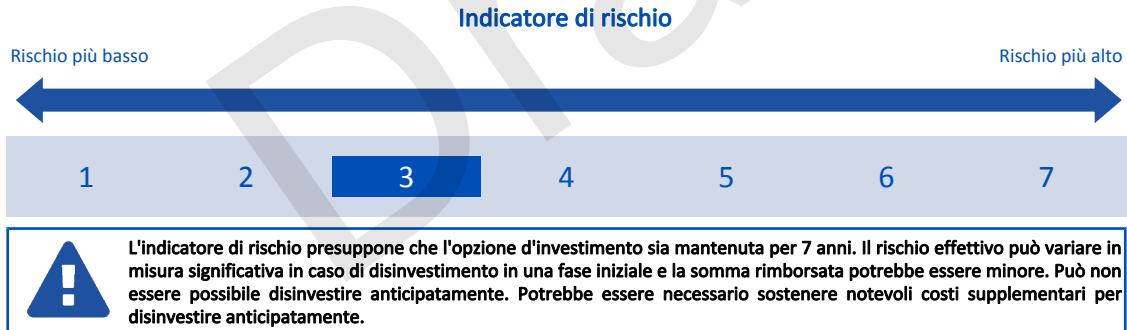 Indicatore di rischio
Rischio più basso
Rischio più alto
1 2 3 4 5 6 7
L'indicatore di rischio presuppone che l'opzione d'investimento sia mantenuta per 7 anni. Il rischio effettivo può variare in
misura significativa in caso di disinvestimento in una fase iniziale e la somma rimborsata potrebbe essere minore. Può non
essere possibile disinvestire anticipatamente. Potrebbe essere necessario sostenere notevoli costi supplementari per
disinvestire anticipatamente.